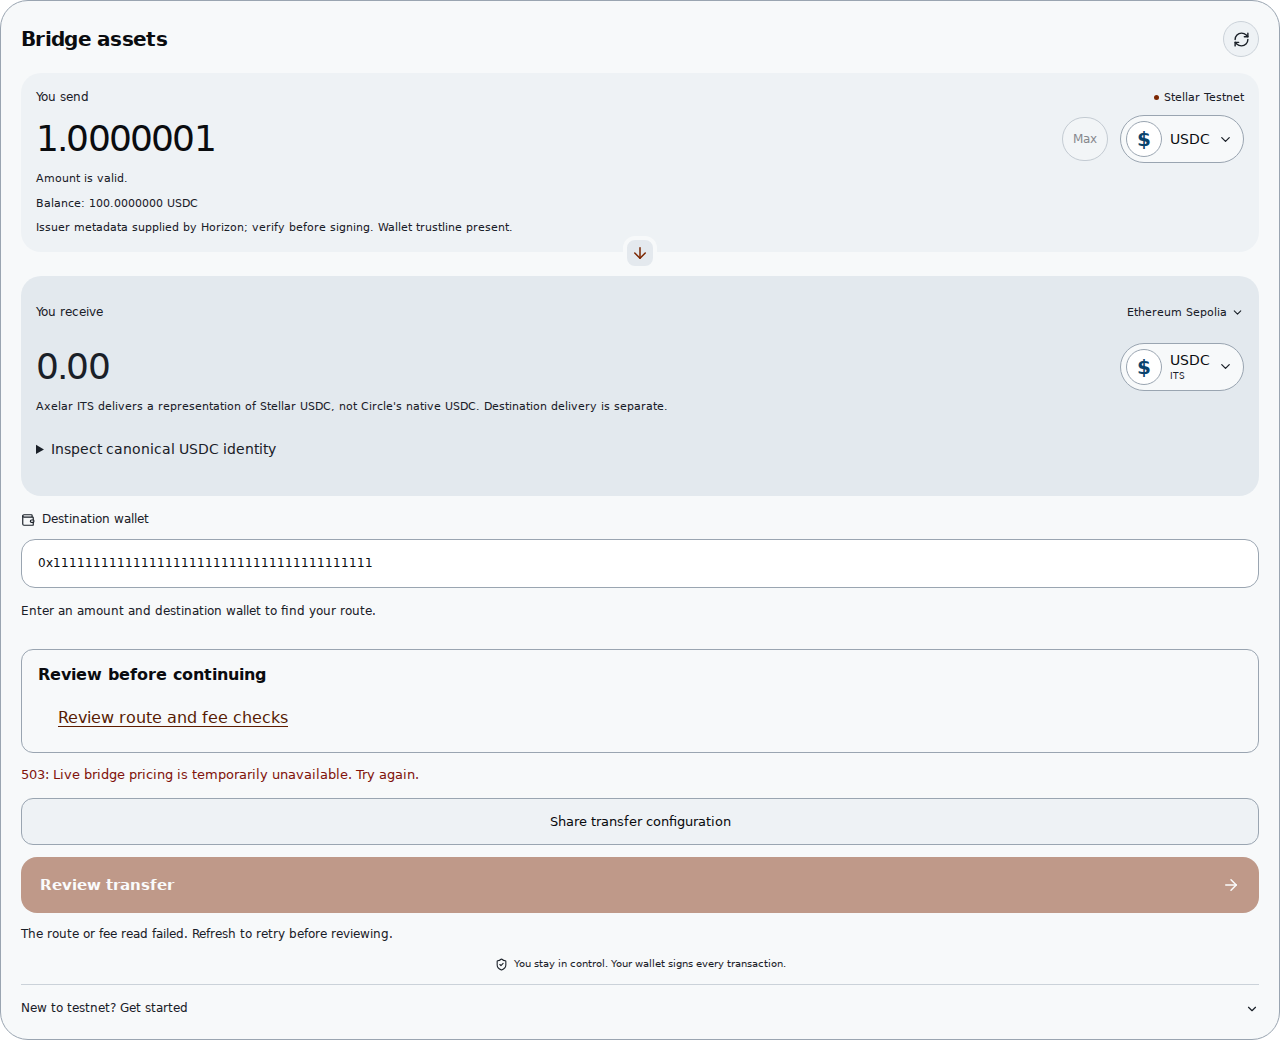 Bridge assets
You send
Stellar Testnet
1.0000001
Max
$ USDC
Amount is valid.
Balance: 100.0000000 USDC
Issuer metadata supplied by Horizon; verify before signing. Wallet trustline present.
You receive
Ethereum Sepolia
0.00
$ USDC
ITS
Axelar ITS delivers a representation of Stellar USDC, not Circle's native USDC. Destination delivery is separate.
Inspect canonical USDC identity
Destination wallet
0x1111111111111111111111111111111111111111
Enter an amount and destination wallet to find your route.
Review before continuing
Review route and fee checks
503: Live bridge pricing is temporarily unavailable. Try again.
Share transfer configuration
Review transfer
The route or fee read failed. Refresh to retry before reviewing.
You stay in control. Your wallet signs every transaction.
New to testnet? Get started